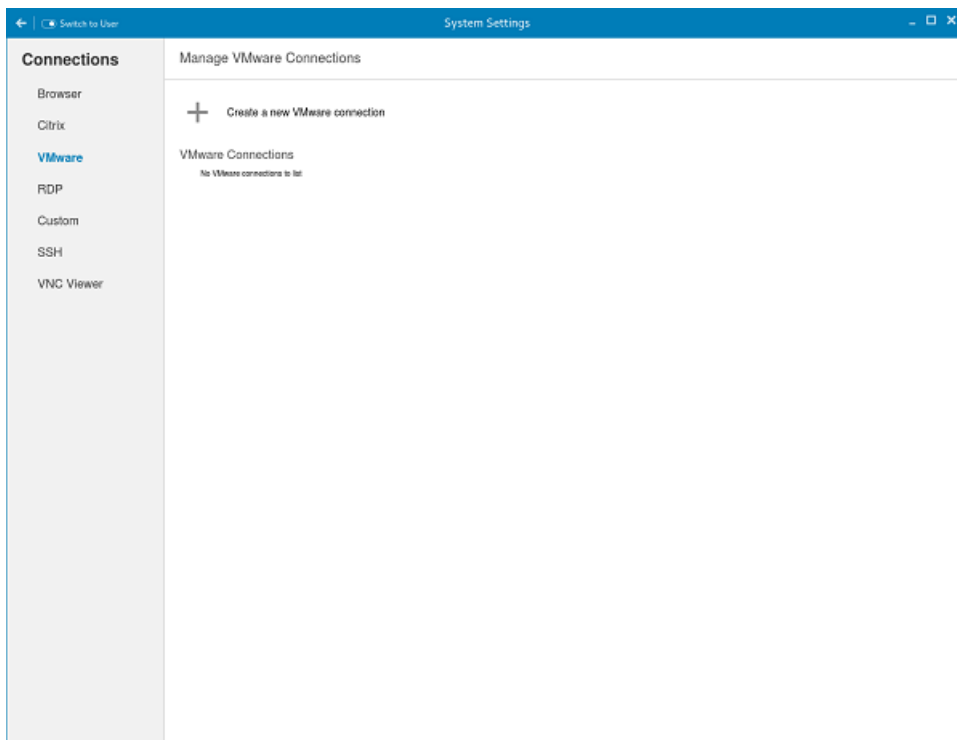 Switch to User
System Settings
Connections
Browser
Citrix
VMware
RDP
Custom
SSH
VNC Viewer
Manage VMware Connections
Create a new VMware connection
VMware Connections
No VMware connections to list